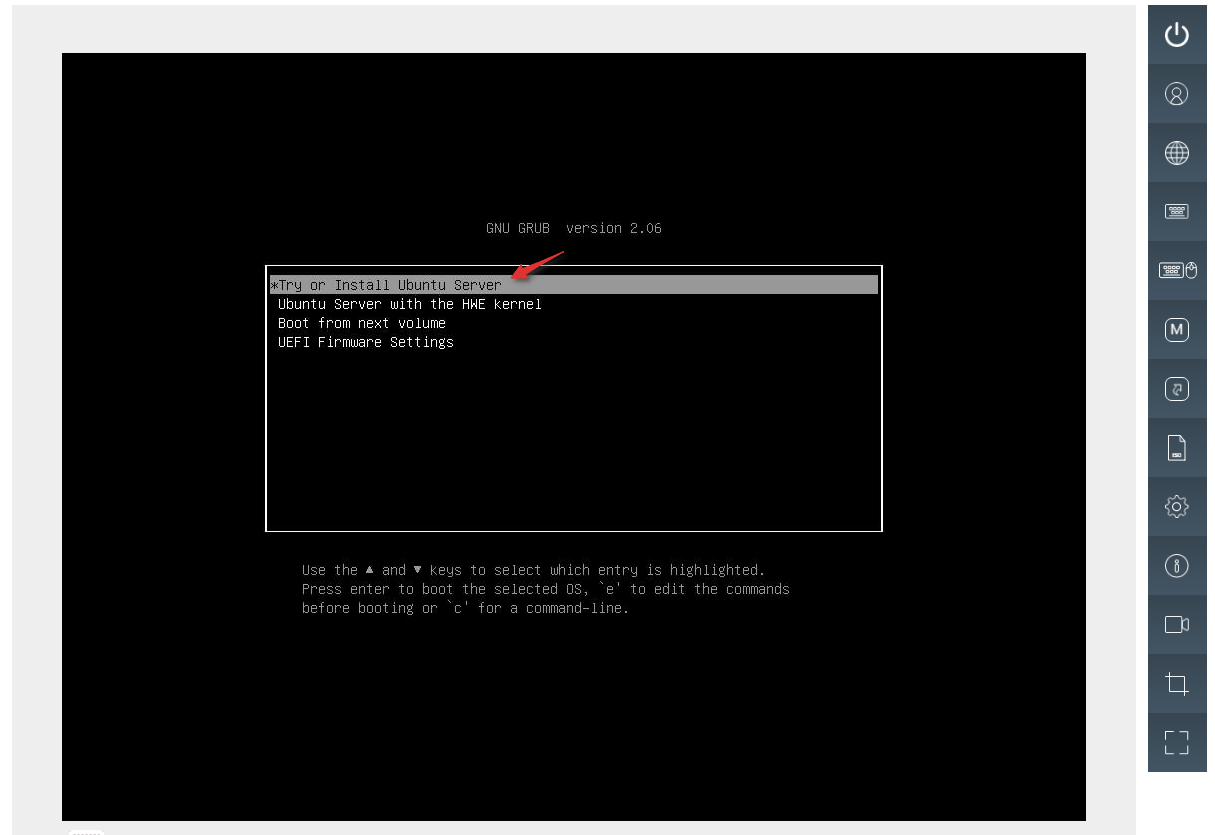 GNU GRUB  version 2.06
*Try or Install Ubuntu Server
Ubuntu Server with the HWE kernel
Boot from next volume
UEFI Firmware Settings
Use the ▲ and ▼ keys to select which entry is highlighted.
Press enter to boot the selected OS, `e' to edit the commands
before booting or `c' for a command-line.
M
ISO